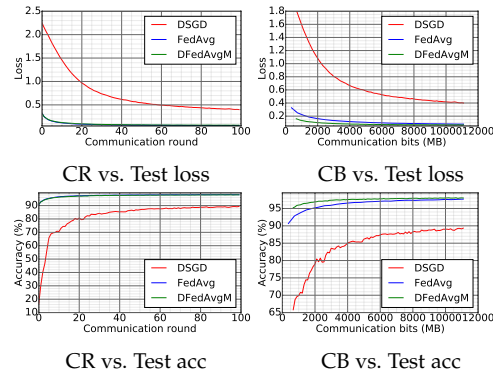 2.5
2.0
1.5
1.0
0.5
Loss
DSGD
FedAvg
DFedAvgM
0 20 40 60 80 100
Communication round
CR vs. Test loss
1.8
1.6
1.4
1.2
1.0
0.8
0.6
0.4
0.2
Loss
DSGD
FedAvg
DFedAvgM
0 2000 4000 6000 8000 10000 12000
Communication bits (MB)
CB vs. Test loss
90
80
70
60
50
40
30
20
10
Accuracy (%)
DSGD
FedAvg
DFedAvgM
0 20 40 60 80 100
Communication round
CR vs. Test acc
95
90
85
80
75
70
65
Accuracy (%)
DSGD
FedAvg
DFedAvgM
0 2000 4000 6000 8000 10000 12000
Communication bits (MB)
CB vs. Test acc